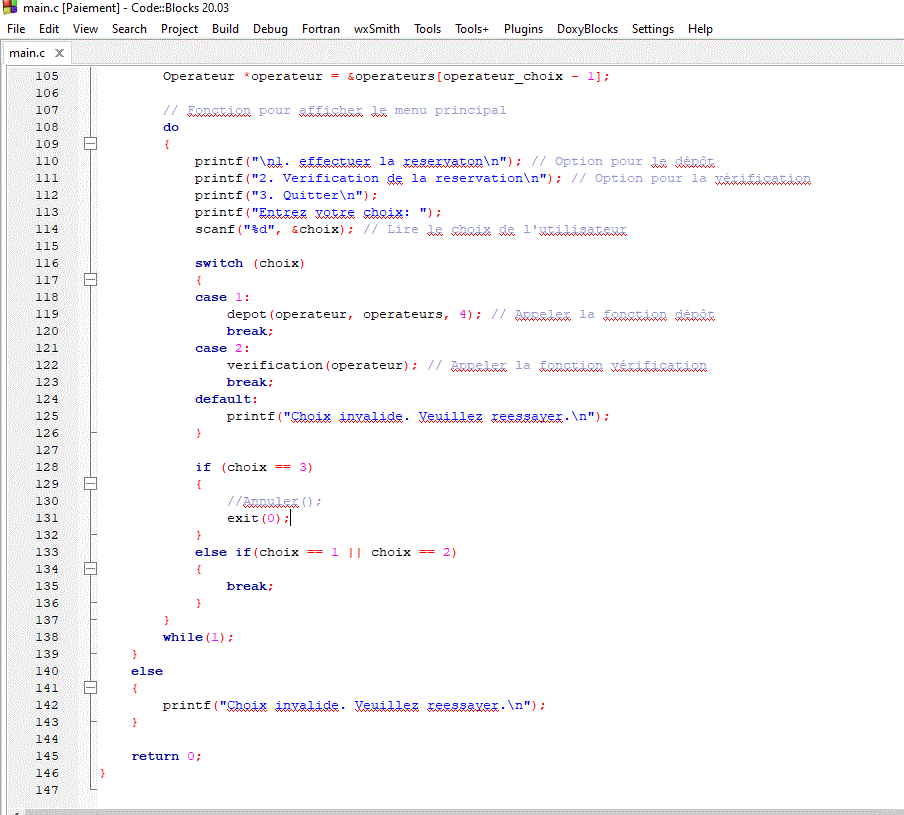 main.c [Paiement] - Code::Blocks 20.03
File Edit View Search Project Build Debug Fortran wxSmith Tools Tools+ Plugins DoxyBlocks Settings Help
main.c X
105 Operateur *operateur = &operateurs[operateur_choix - 1];
106
107 // Fonction pour afficher le menu principal
108 do
109 {
110 printf("\n1. effectuer la reservaton\n"); // Option pour le dépôt
111 printf("2. Verification de la reservation\n"); // Option pour la vérification
112 printf("3. Quitter\n");
113 printf("Entrez votre choix: ");
114 scanf("%d", &choix); // Lire le choix de l'utilisateur
115
116 switch (choix)
117 {
118 case 1:
119 depot(operateur, operateurs, 4); // Appeler la fonction dépôt
120 break;
121 case 2:
122 verification(operateur); // Appeler la fonction vérification
123 break;
124 default:
125 printf("Choix invalide. Veuillez reessayer.\n");
126 }
127
128 if (choix == 3)
129 {
130 //Annuler();
131 exit(0);
132 }
133 else if(choix == 1 || choix == 2)
134 {
135 break;
136 }
137 }
138 while(1);
139 }
140 else
141 {
142 printf("Choix invalide. Veuillez reessayer.\n");
143 }
144
145 return 0;
146 }
147